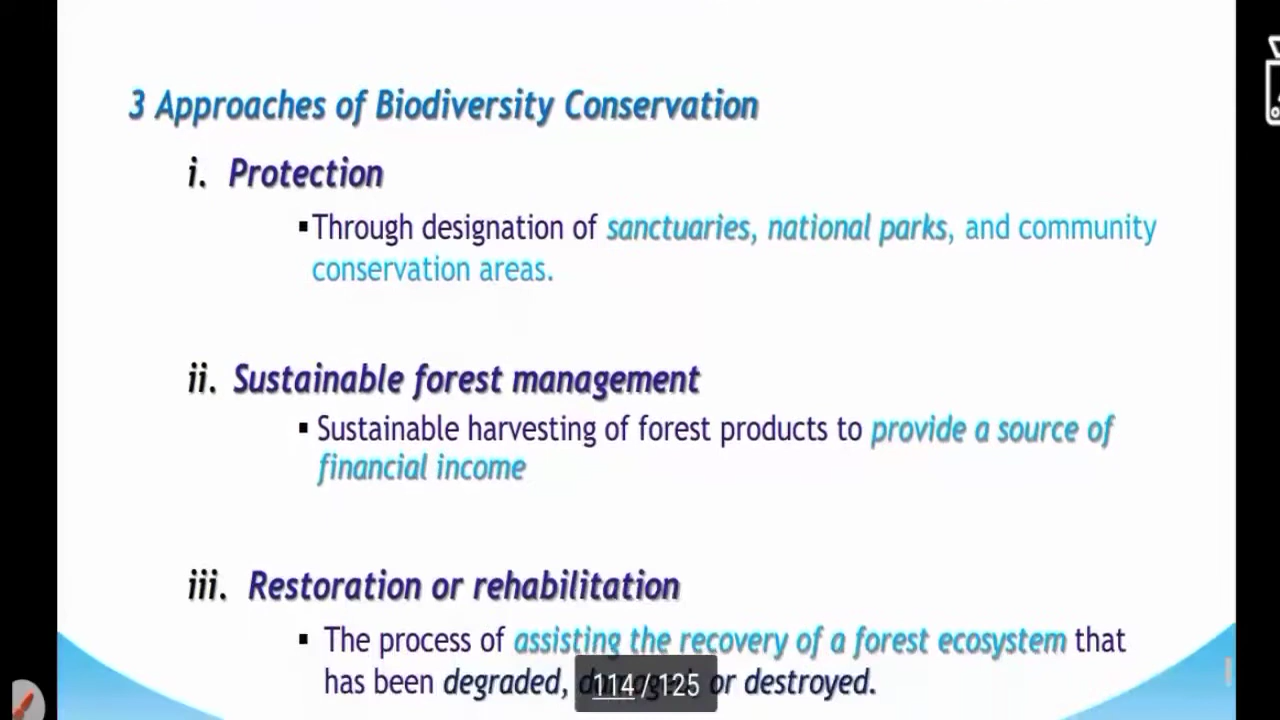 3 Approaches of Biodiversity Conservation
i. Protection
▪Through designation of sanctuaries, national parks, and community
conservation areas.
ii. Sustainable forest management
▪ Sustainable harvesting of forest products to provide a source of
financial income
iii. Restoration or rehabilitation
▪ The process of assisting the recovery of a forest ecosystem that
has been degraded, or destroyed.
114 / 125